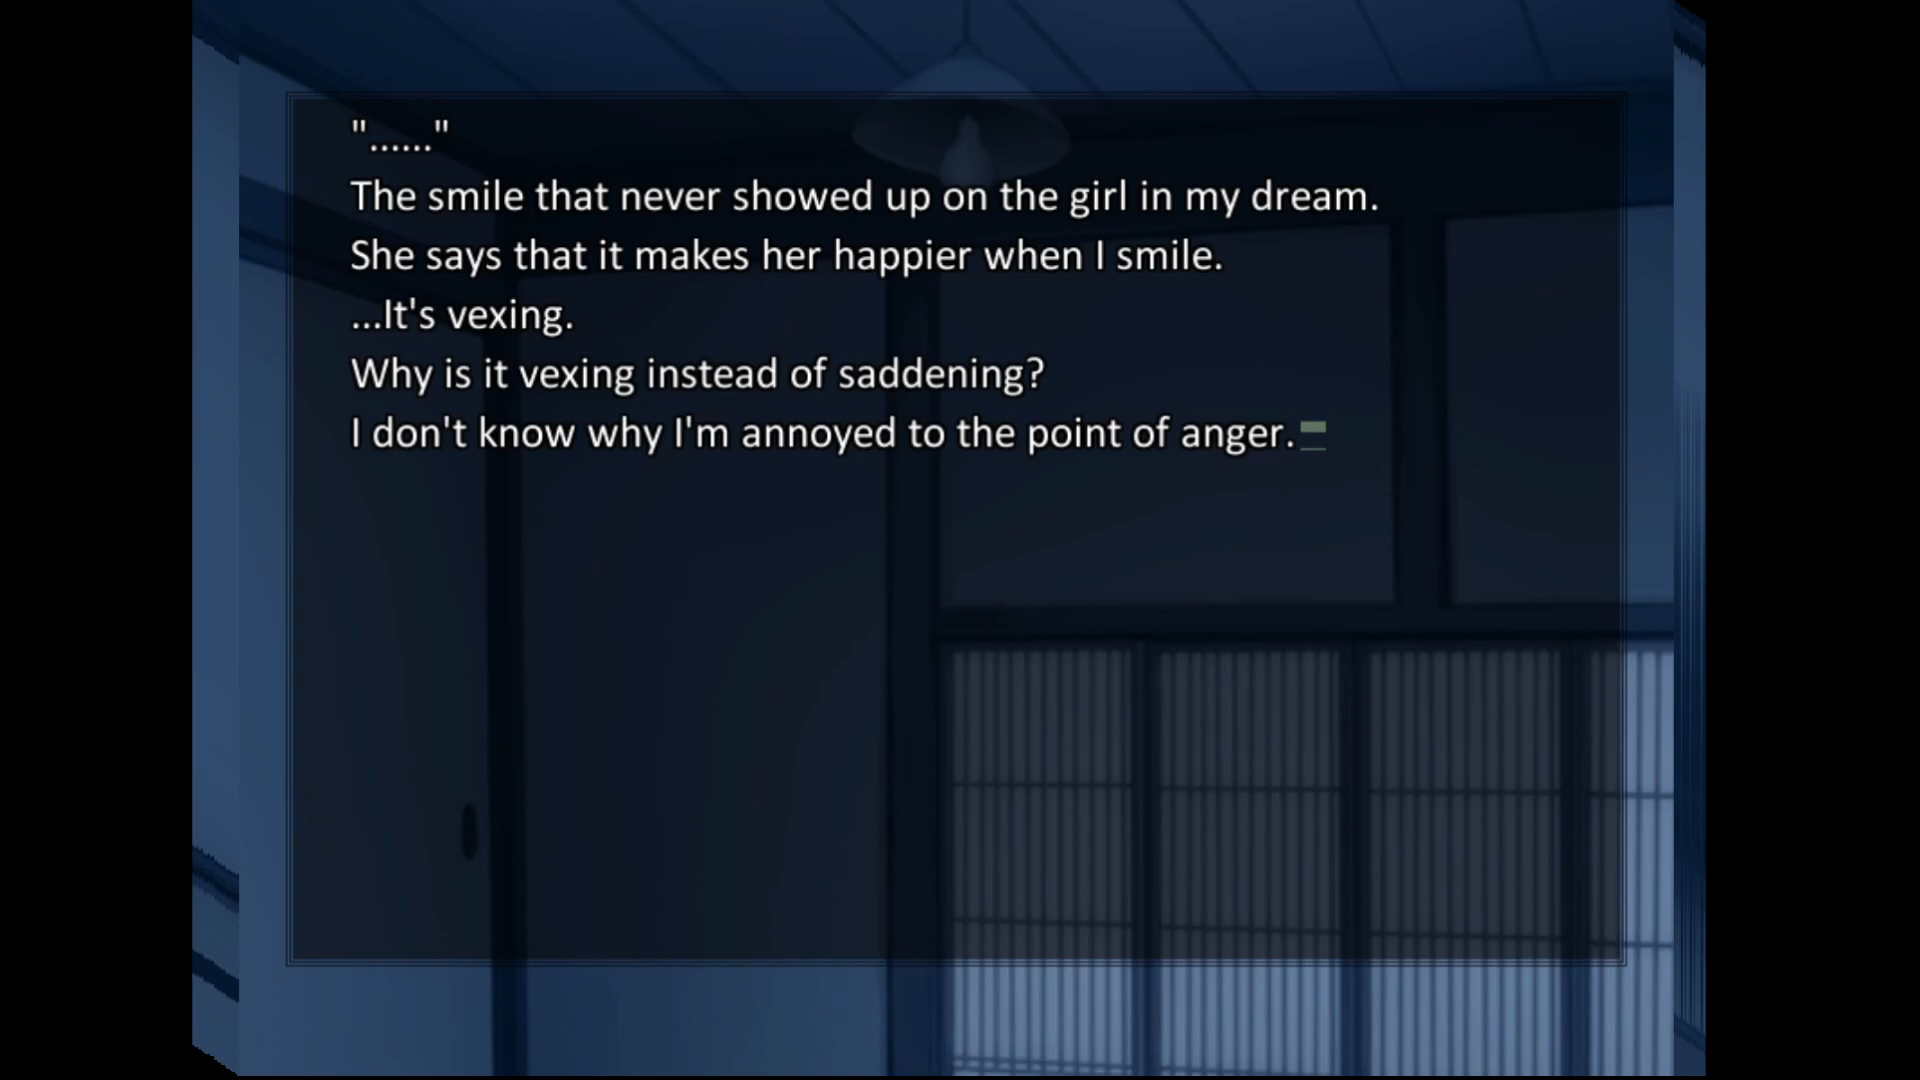 "......"
The smile that never showed up on the girl in my dream.
She says that it makes her happier when I smile.
...It's vexing.
Why is it vexing instead of saddening?
I don't know why I'm annoyed to the point of anger.